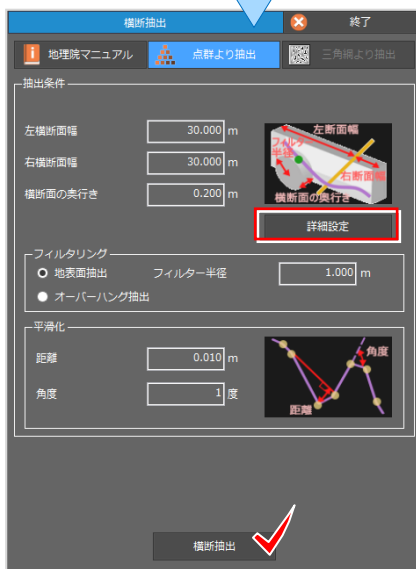 横断抽出 終了
地理院マニュアル 点群より抽出 三角網より抽出
抽出条件
左横断面幅 30.000 m
右横断面幅 30.000 m
横断面の奥行き 0.200 m
左断面幅
フィルタ
半径
右断面幅
横断面の奥行き
詳細設定
フィルタリング
地表面抽出 フィルター半径 1.000 m
オーバーハング抽出
平滑化
距離 0.010 m
角度 1 度
角度
距離
横断抽出